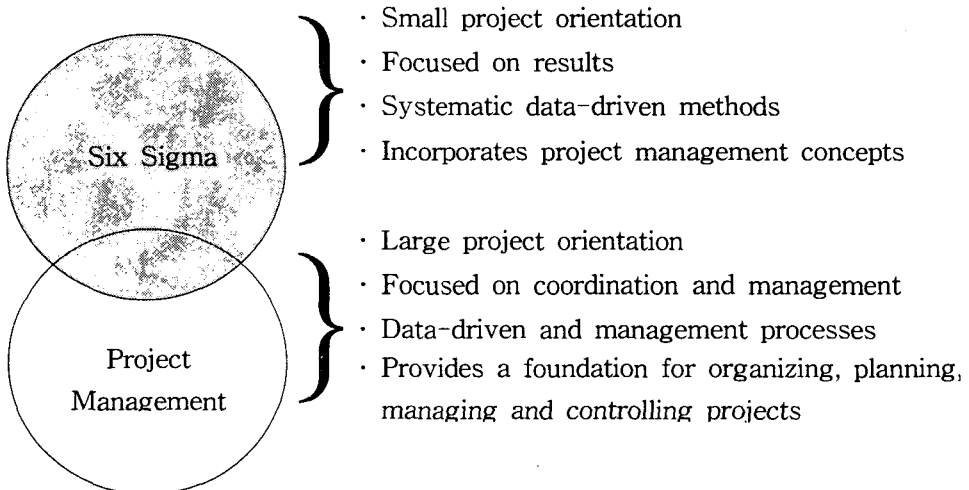 Six Sigma
· Small project orientation
· Focused on results
· Systematic data-driven methods
· Incorporates project management concepts
Project
Management
· Large project orientation
· Focused on coordination and management
· Data-driven and management processes
· Provides a foundation for organizing, planning,
managing and controlling projects